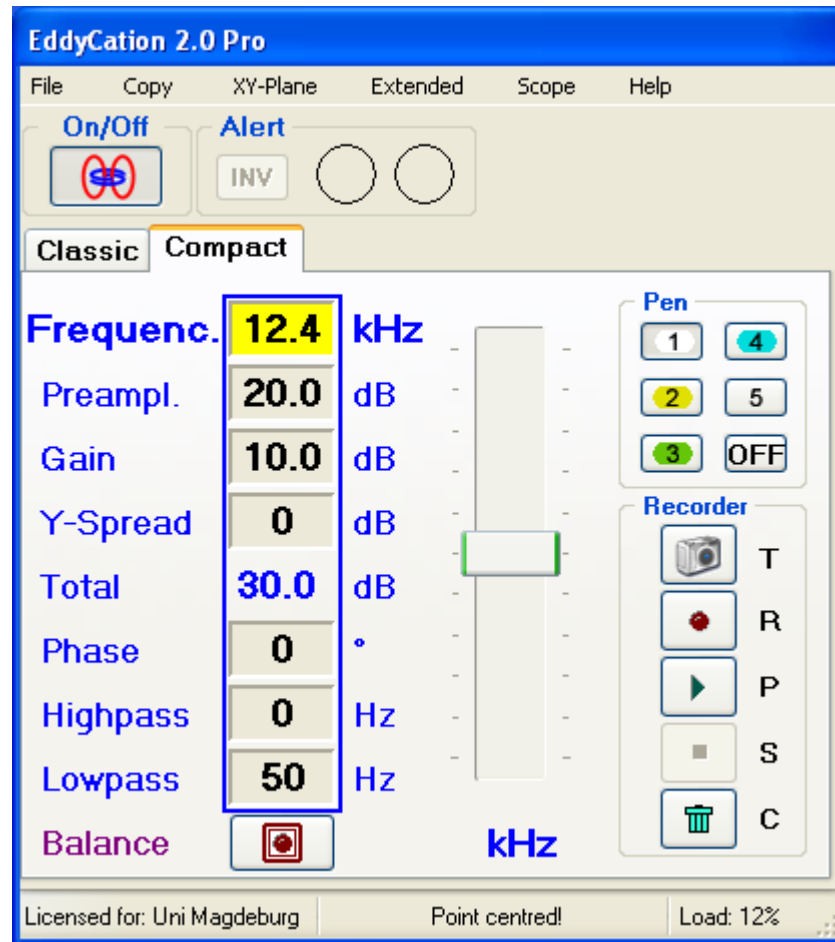 EddyCation 2.0 Pro
File Copy XY-Plane Extended Scope Help
On/Off Alert
INV
Classic Compact
Frequenc. 12.4 kHz
Preampl. 20.0 dB
Gain 10.0 dB
Y-Spread 0 dB
Total 30.0 dB
Phase 0 °
Highpass 0 Hz
Lowpass 50 Hz
Balance
kHz
Pen
1 4
2 5
3 OFF
Recorder
T
R
P
S
C
Licensed for: Uni Magdeburg Point centred! Load: 12%